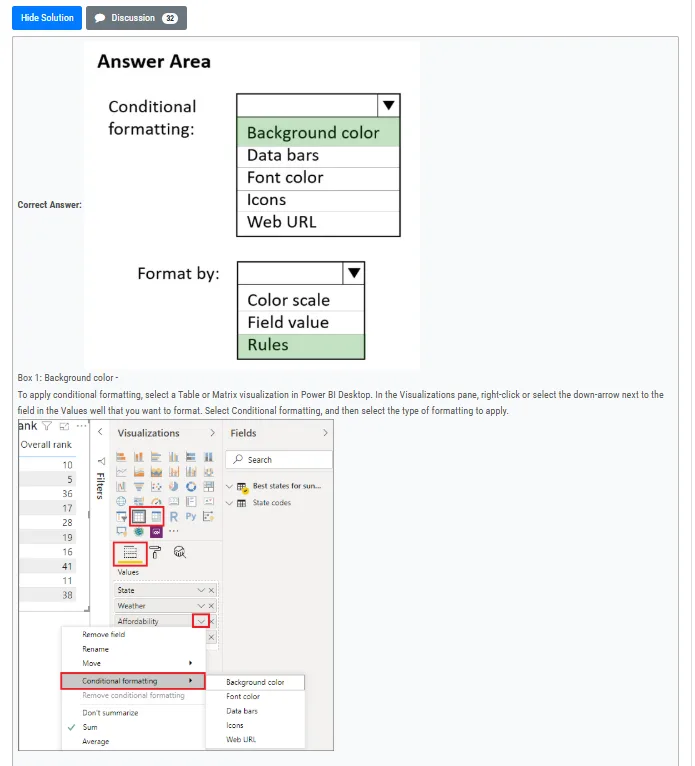 Hide Solution
Discussion 32
Answer Area
Conditional
formatting:
Background color
Data bars
Font color
Icons
Web URL
Correct Answer:
Format by:
Color scale
Field value
Rules
Box 1: Background color -
To apply conditional formatting, select a Table or Matrix visualization in Power BI Desktop. In the Visualizations pane, right-click or select the down-arrow next to the
field in the Values well that you want to format. Select Conditional formatting, and then select the type of formatting to apply.
ank
Overall rank
10
5
36
17
28
19
16
41
11
38
Filters
Visualizations
Fields
Search
Best states for sun...
State codes
R Py
Values
State
Weather
Affordability
Remove field
Rename
Move
Conditional formatting
Remove conditional formatting
Don't summarize
Sum
Average
Background color
Font color
Data bars
Icons
Web URL